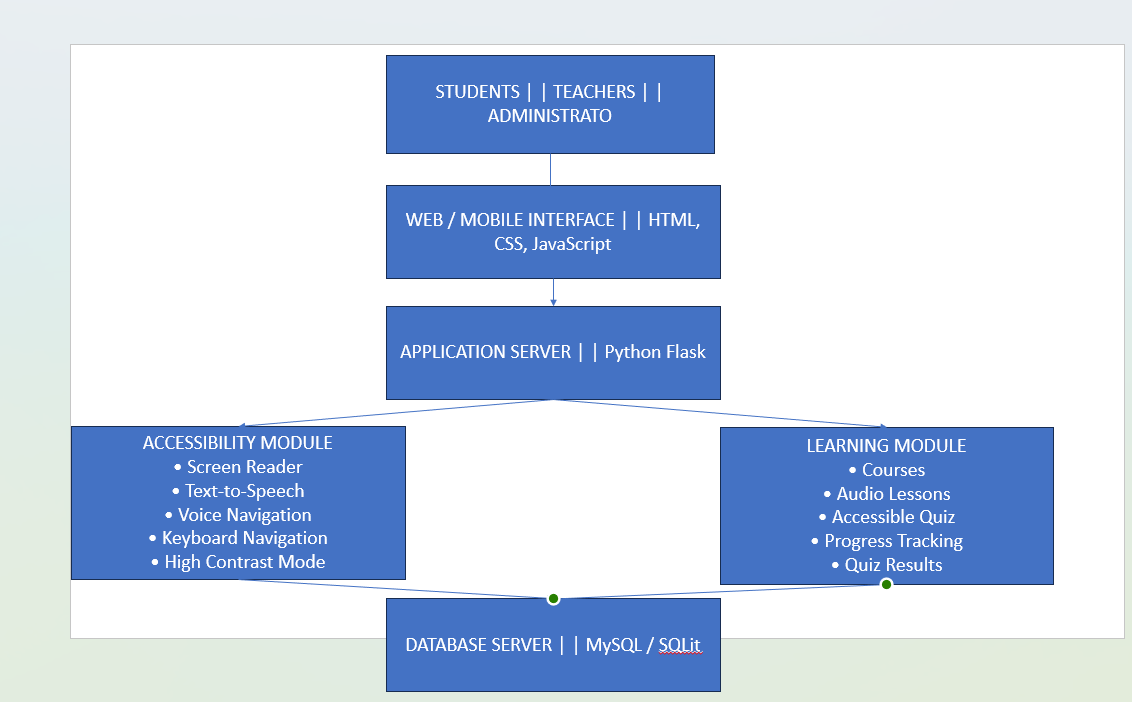 STUDENTS | | TEACHERS | |
ADMINISTRATO
WEB / MOBILE INTERFACE | | HTML,
CSS, JavaScript
APPLICATION SERVER | | Python Flask
ACCESSIBILITY MODULE
• Screen Reader
• Text-to-Speech
• Voice Navigation
• Keyboard Navigation
• High Contrast Mode
LEARNING MODULE
• Courses
• Audio Lessons
• Accessible Quiz
• Progress Tracking
• Quiz Results
DATABASE SERVER | | MySQL / SQLit